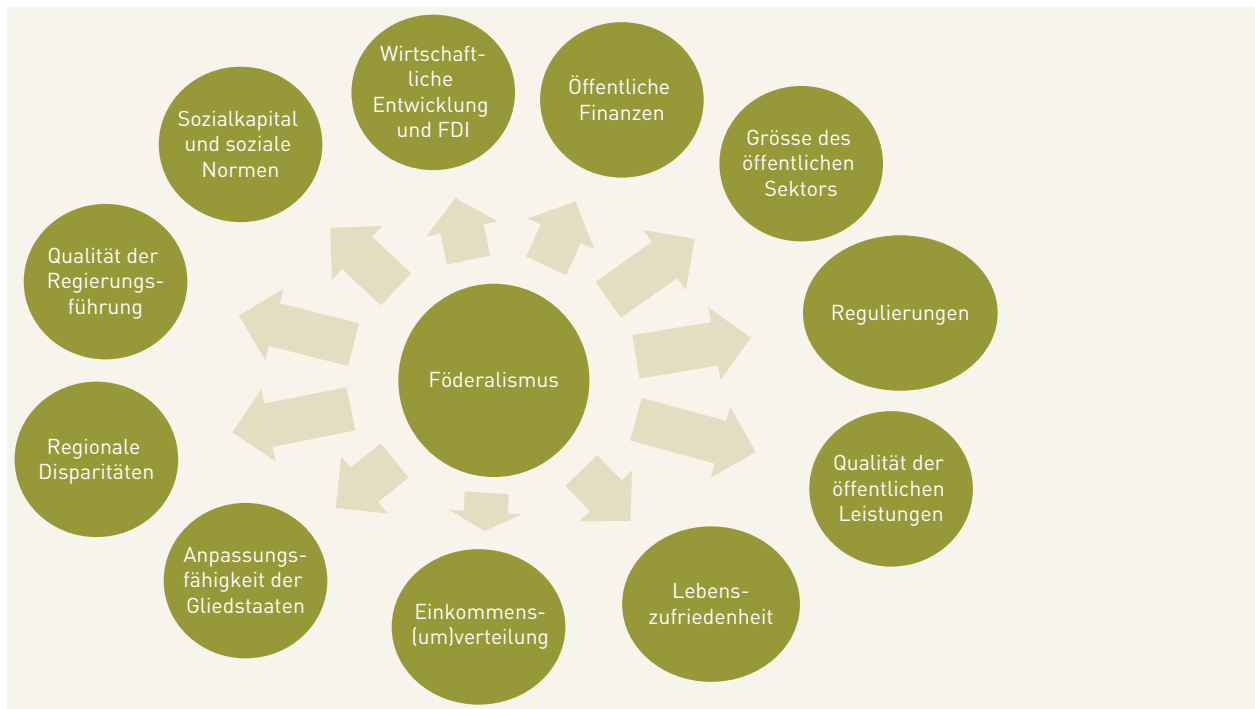 Wirtschaft-
liche
Entwicklung
und FDI
Öffentliche
Finanzen
Grösse des
öffentlichen
Sektors
Regulierungen
Qualität der
öffentlichen
Leistungen
Lebens-
zufriedenheit
Einkommens-
(um)verteilung
Anpassungs-
fähigkeit der
Gliedstaaten
Regionale
Disparitäten
Qualität der
Regierungs-
führung
Sozialkapital
und soziale
Normen
Föderalismus